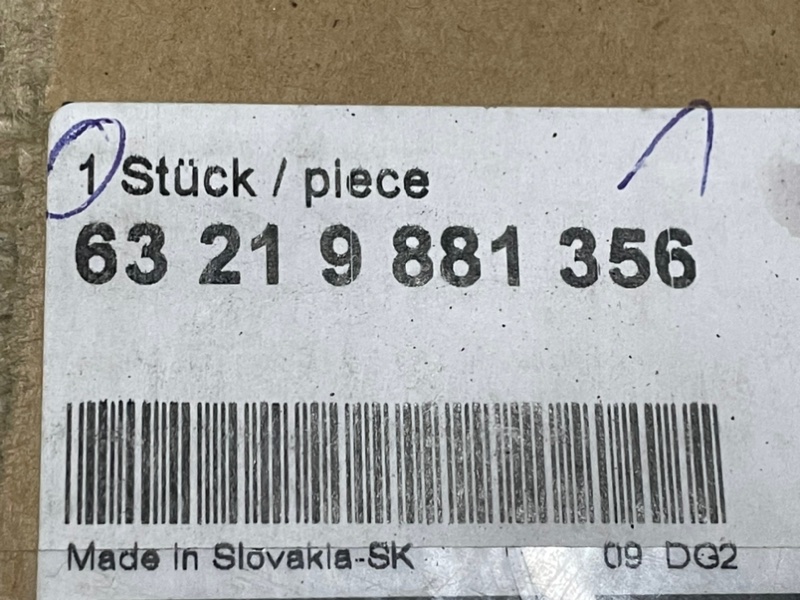 1 Stück / piece
63 21 9 881 356
Made in Slovakia-SK 09 DG2